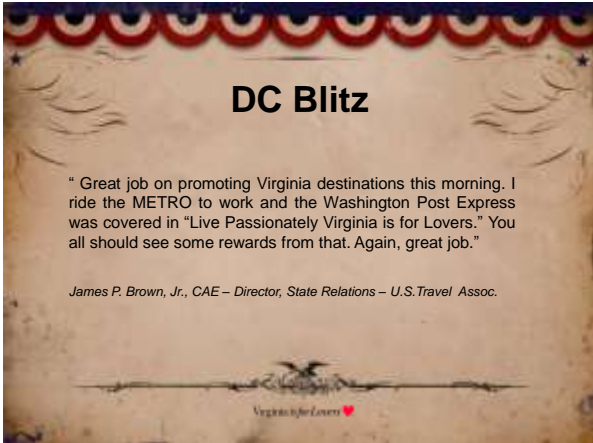 DC Blitz
“ Great job on promoting Virginia destinations this morning. I
ride the METRO to work and the Washington Post Express
was covered in “Live Passionately Virginia is for Lovers.” You
all should see some rewards from that. Again, great job.”
James P. Brown, Jr., CAE – Director, State Relations – U.S.Travel Assoc.
Virginia is for Lovers